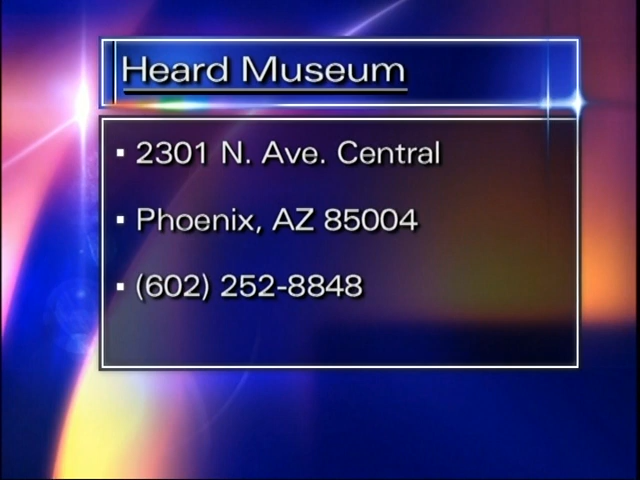 Heard Museum
▪ 2301 N. Ave. Central
▪ Phoenix, AZ 85004
▪ (602) 252-8848